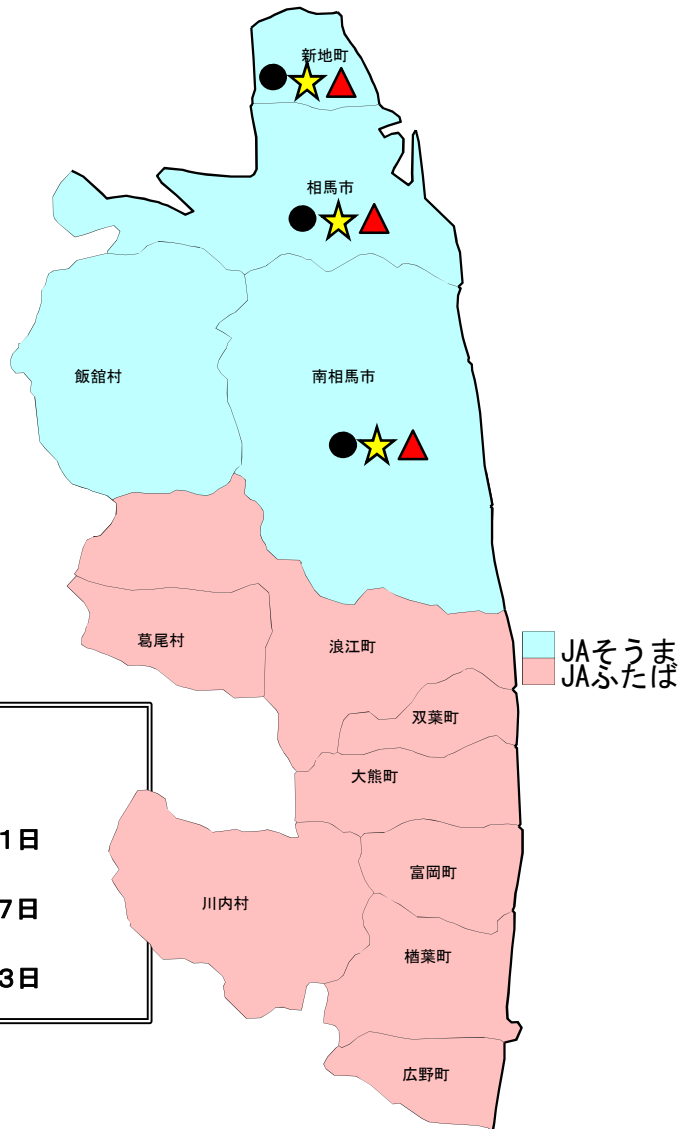 新地町
相馬市
飯舘村
南相馬市
葛尾村
浪江町
JAそうま
JAふたば
双葉町
大熊町
1日
富岡町
7日
川内村
楢葉町
3日
広野町